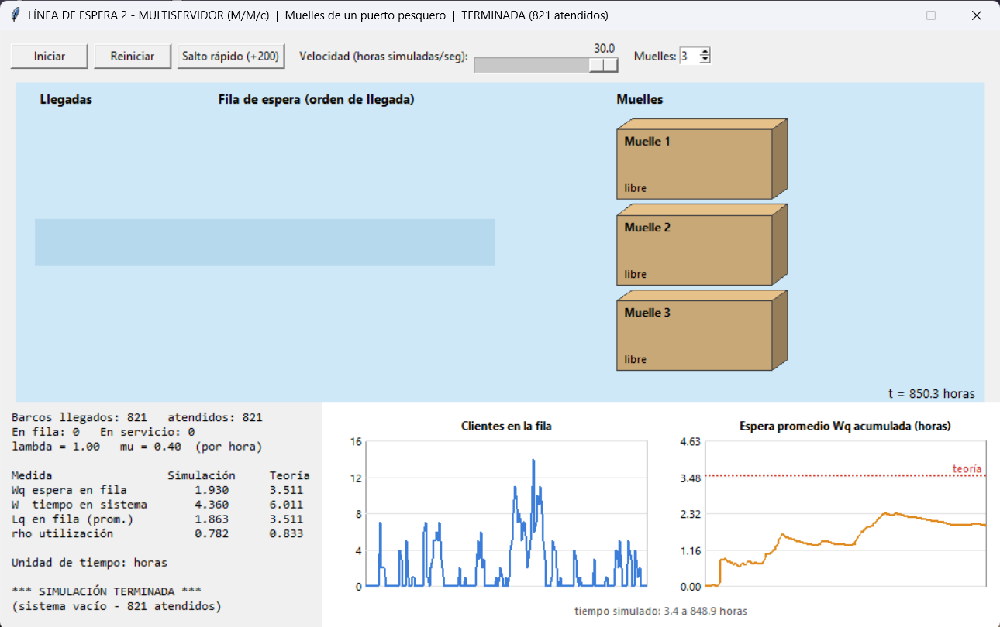 LÍNEA DE ESPERA 2 - MULTISERVIDOR (M/M/c) | Muelles de un puerto pesquero | TERMINADA (821 atendidos)
Iniciar Reiniciar Salto rápido (+200) Velocidad (horas simuladas/seg): 30.0 Muelles: 3
Llegadas Fila de espera (orden de llegada) Muelles
Muelle 1
libre
Muelle 2
libre
Muelle 3
libre
t = 850.3 horas
Barcos llegados: 821 atendidos: 821
En fila: 0 En servicio: 0
lambda = 1.00 mu = 0.40 (por hora)
Medida Simulación Teoría
Wq espera en fila 1.930 3.511
W tiempo en sistema 4.360 6.011
Lq en fila (prom.) 1.863 3.511
rho utilización 0.782 0.833
Unidad de tiempo: horas
*** SIMULACIÓN TERMINADA ***
(sistema vacío - 821 atendidos)
Clientes en la fila
16
12
8
4
0
Espera promedio Wq acumulada (horas)
4.63
teoría
3.48
2.32
1.16
0.00
tiempo simulado: 3.4 a 848.9 horas